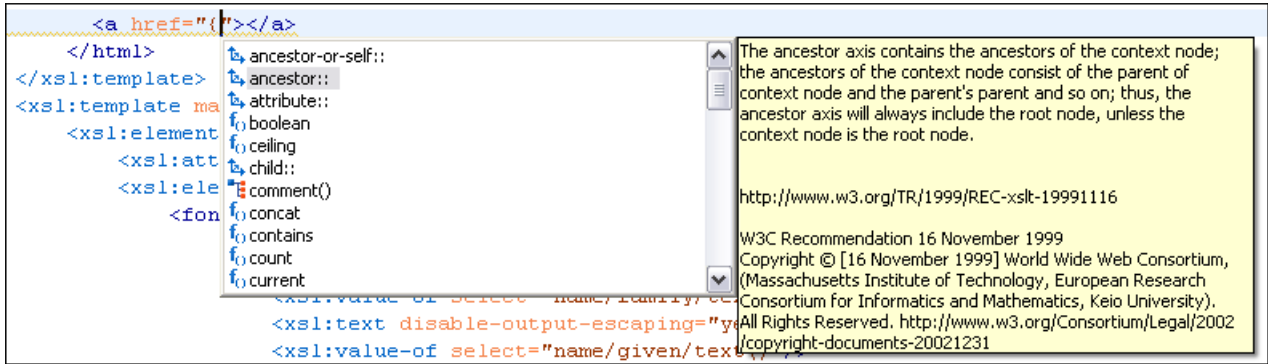 <a href="{"></a>
</html>
</xsl:template>
<xsl:template ma
<xsl:element
<xsl:att
<xsl:ele
<fon
ancestor-or-self::
ancestor::
attribute::
boolean
ceiling
child::
comment()
concat
contains
count
current
The ancestor axis contains the ancestors of the context node;
the ancestors of the context node consist of the parent of
context node and the parent's parent and so on; thus, the
ancestor axis will always include the root node, unless the
context node is the root node.
http://www.w3.org/TR/1999/REC-xslt-19991116
W3C Recommendation 16 November 1999
Copyright © [16 November 1999] World Wide Web Consortium,
(Massachusetts Institute of Technology, European Research
Consortium for Informatics and Mathematics, Keio University).
All Rights Reserved. http://www.w3.org/Consortium/Legal/2002
/copyright-documents-20021231
<xsl:value-of select="name/family/te
<xsl:text disable-output-escaping="ye
<xsl:value-of select="name/given/text